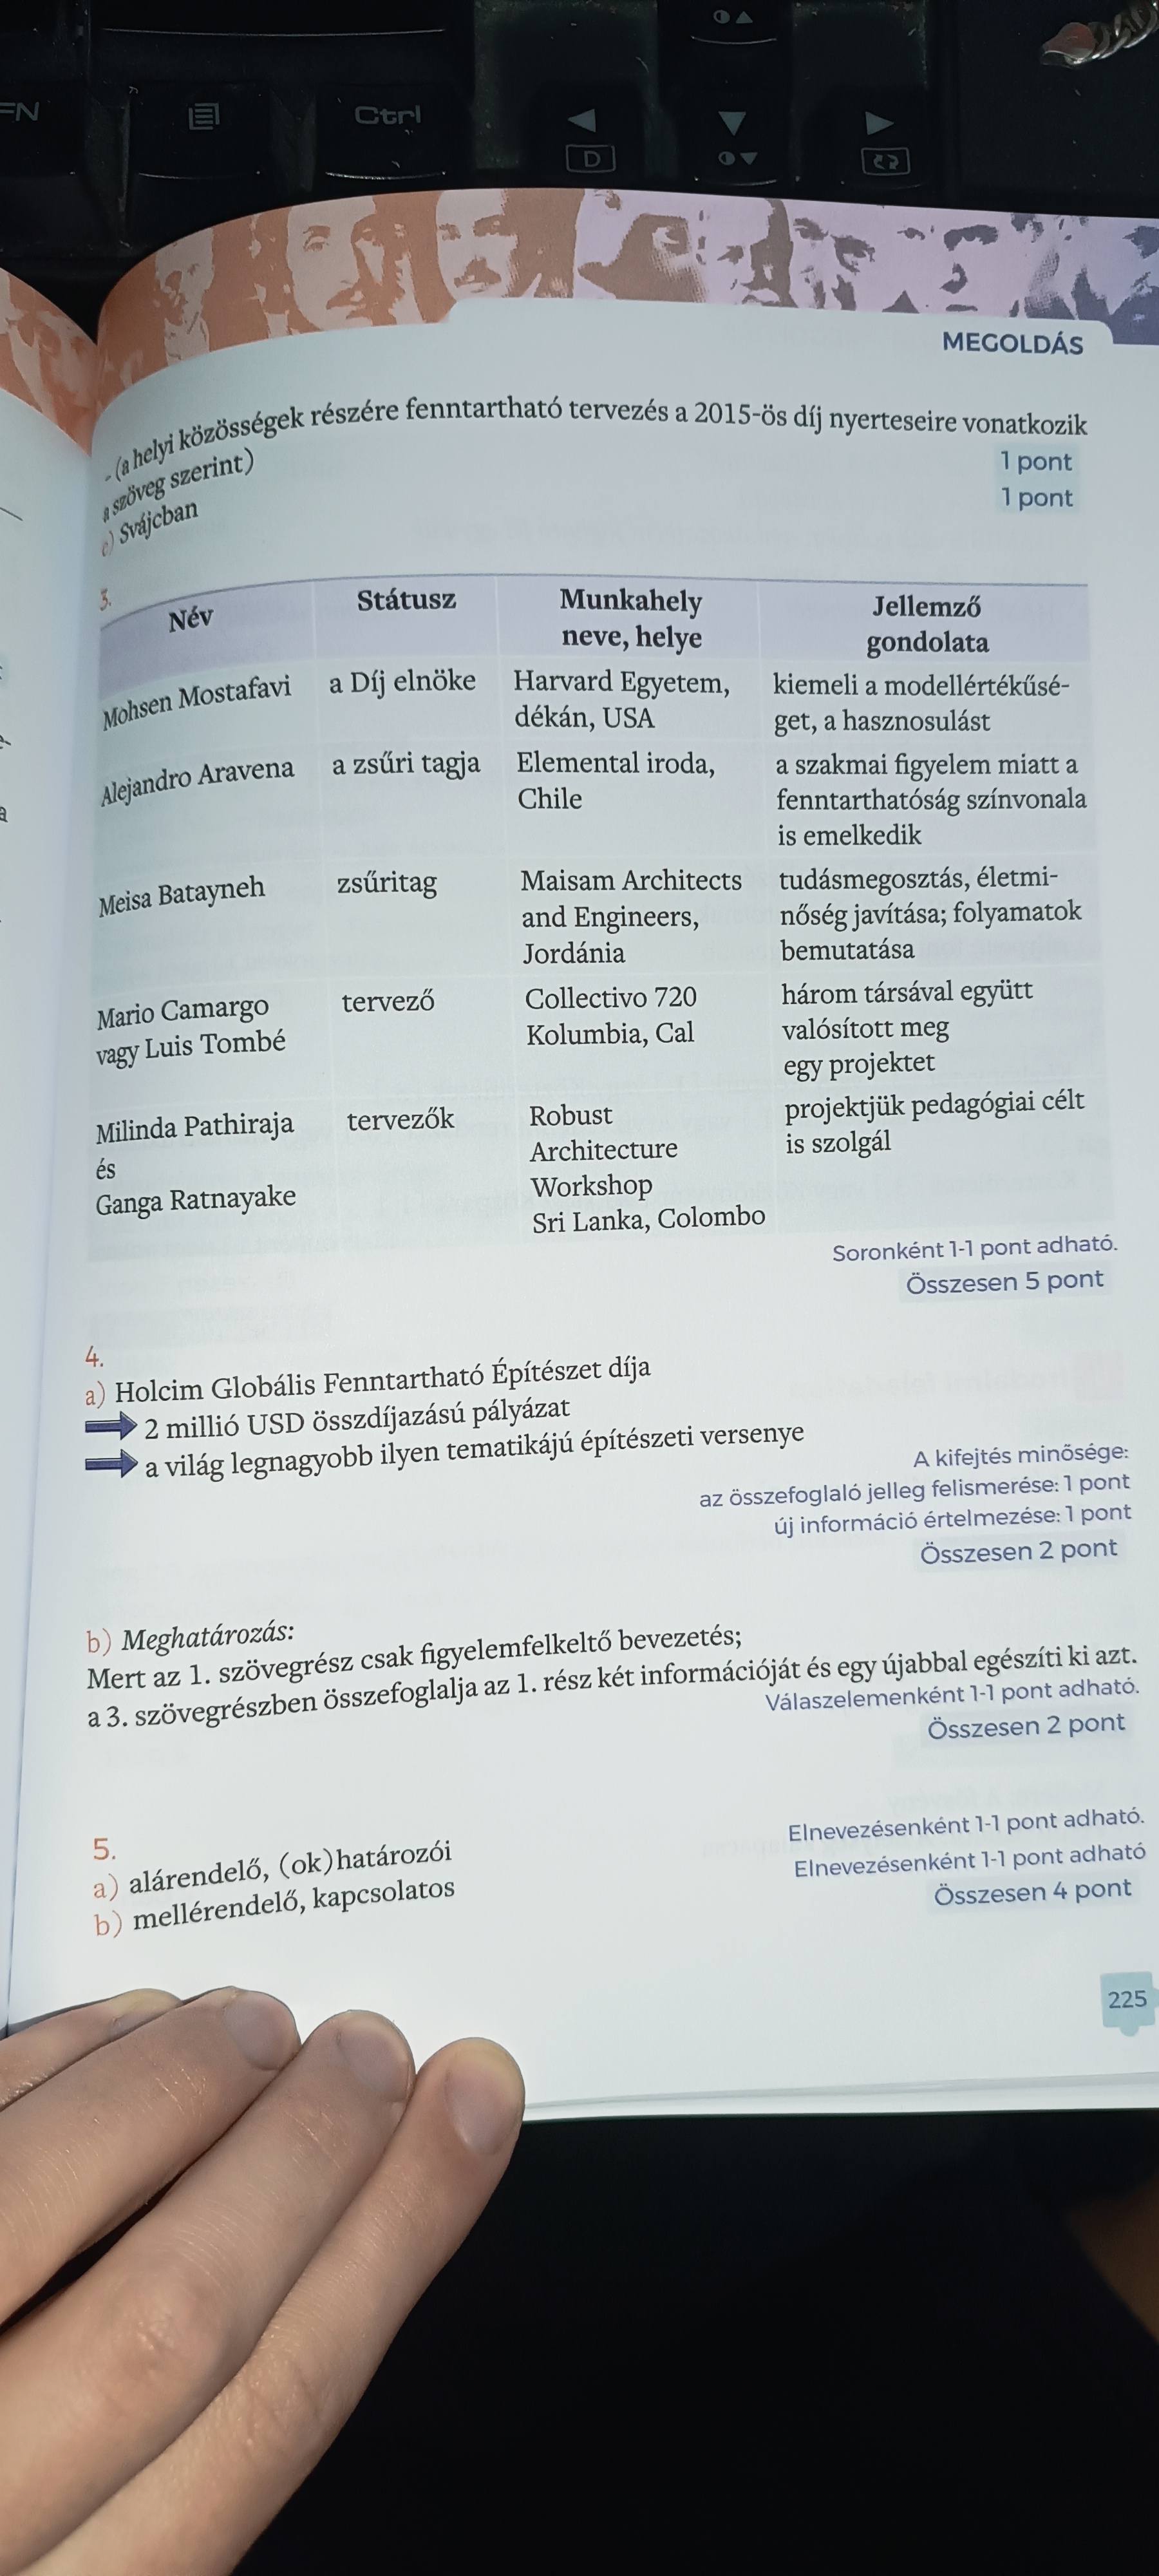 FN
Ctrl
D
MEGOLDÁS
- (a helyi közösségek részére fenntartható tervezés a 2015-ös díj nyerteseire vonatkozik
a szöveg szerint)
1 pont
c) Svájcban
1 pont
3.
Név Státusz Munkahely neve, helye Jellemző gondolata
Mohsen Mostafavi a Díj elnöke Harvard Egyetem, kiemeli a modellértékűsé-
dékán, USA get, a hasznosulást
Alejandro Aravena a zsűri tagja Elemental iroda, a szakmai figyelem miatt a
Chile fenntarthatóság színvonala
is emelkedik
Meisa Batayneh zsűritag Maisam Architects tudásmegosztás, életmi-
and Engineers, nőség javítása; folyamatok
Jordánia bemutatása
Mario Camargo tervező Collectivo 720 három társával együtt
vagy Luis Tombé Kolumbia, Cal valósított meg
egy projektet
Milinda Pathiraja tervezők Robust projektjük pedagógiai célt
és Architecture is szolgál
Ganga Ratnayake Workshop
Sri Lanka, Colombo
Soronként 1-1 pont adható.
Összesen 5 pont
4.
a) Holcim Globális Fenntartható Építészet díja
2 millió USD összdíjazású pályázat
a világ legnagyobb ilyen tematikájú építészeti versenye
A kifejtés minősége:
az összefoglaló jelleg felismerése: 1 pont
új információ értelmezése: 1 pont
Összesen 2 pont
b) Meghatározás:
Mert az 1. szövegrész csak figyelemfelkeltő bevezetés;
a 3. szövegrészben összefoglalja az 1. rész két információját és egy újabbal egészíti ki azt.
Válaszelemenként 1-1 pont adható.
Összesen 2 pont
5.
a) alárendelő, (ok)határozói
Elnevezésenként 1-1 pont adható.
b) mellérendelő, kapcsolatos
Elnevezésenként 1-1 pont adható
Összesen 4 pont
225